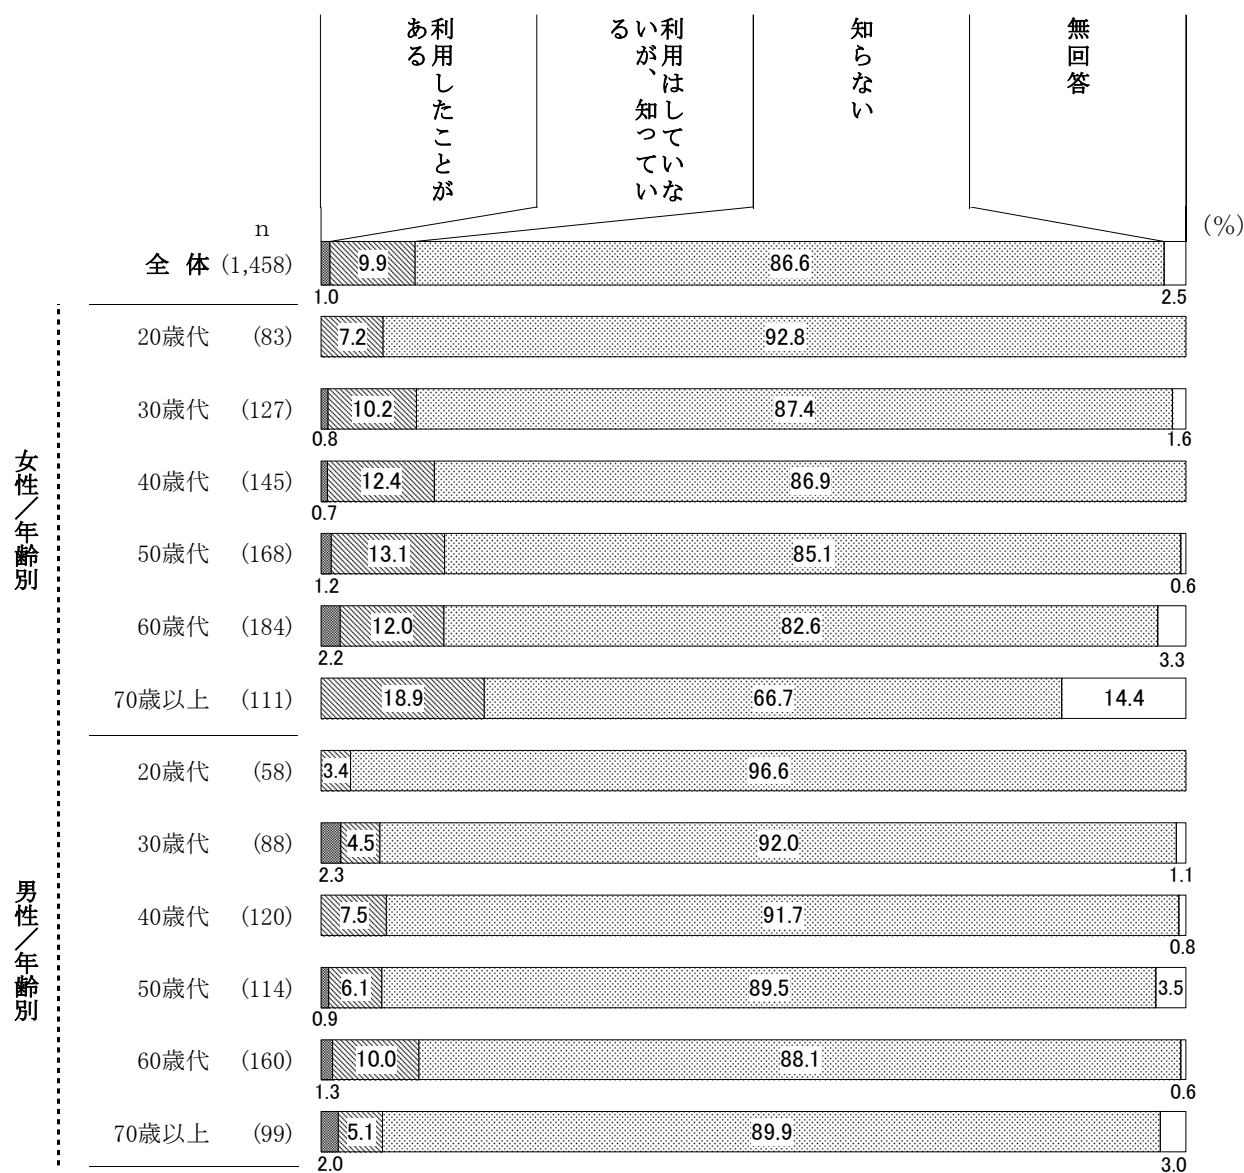 利用したことが
ある
利用はしていな
いが、知ってい
る
知らない
無回答
(%)
n
全 体 (1,458) 9.9 86.6
1.0 2.5
女性／年齢別
20歳代 (83) 7.2 92.8
30歳代 (127) 10.2 87.4
0.8 1.6
40歳代 (145) 12.4 86.9
0.7
50歳代 (168) 13.1 85.1
1.2 0.6
60歳代 (184) 12.0 82.6
2.2 3.3
70歳以上 (111) 18.9 66.7 14.4
男性／年齢別
20歳代 (58) 3.4 96.6
30歳代 (88) 4.5 92.0
2.3 1.1
40歳代 (120) 7.5 91.7
0.8
50歳代 (114) 6.1 89.5 3.5
0.9
60歳代 (160) 10.0 88.1
1.3 0.6
70歳以上 (99) 5.1 89.9
2.0 3.0